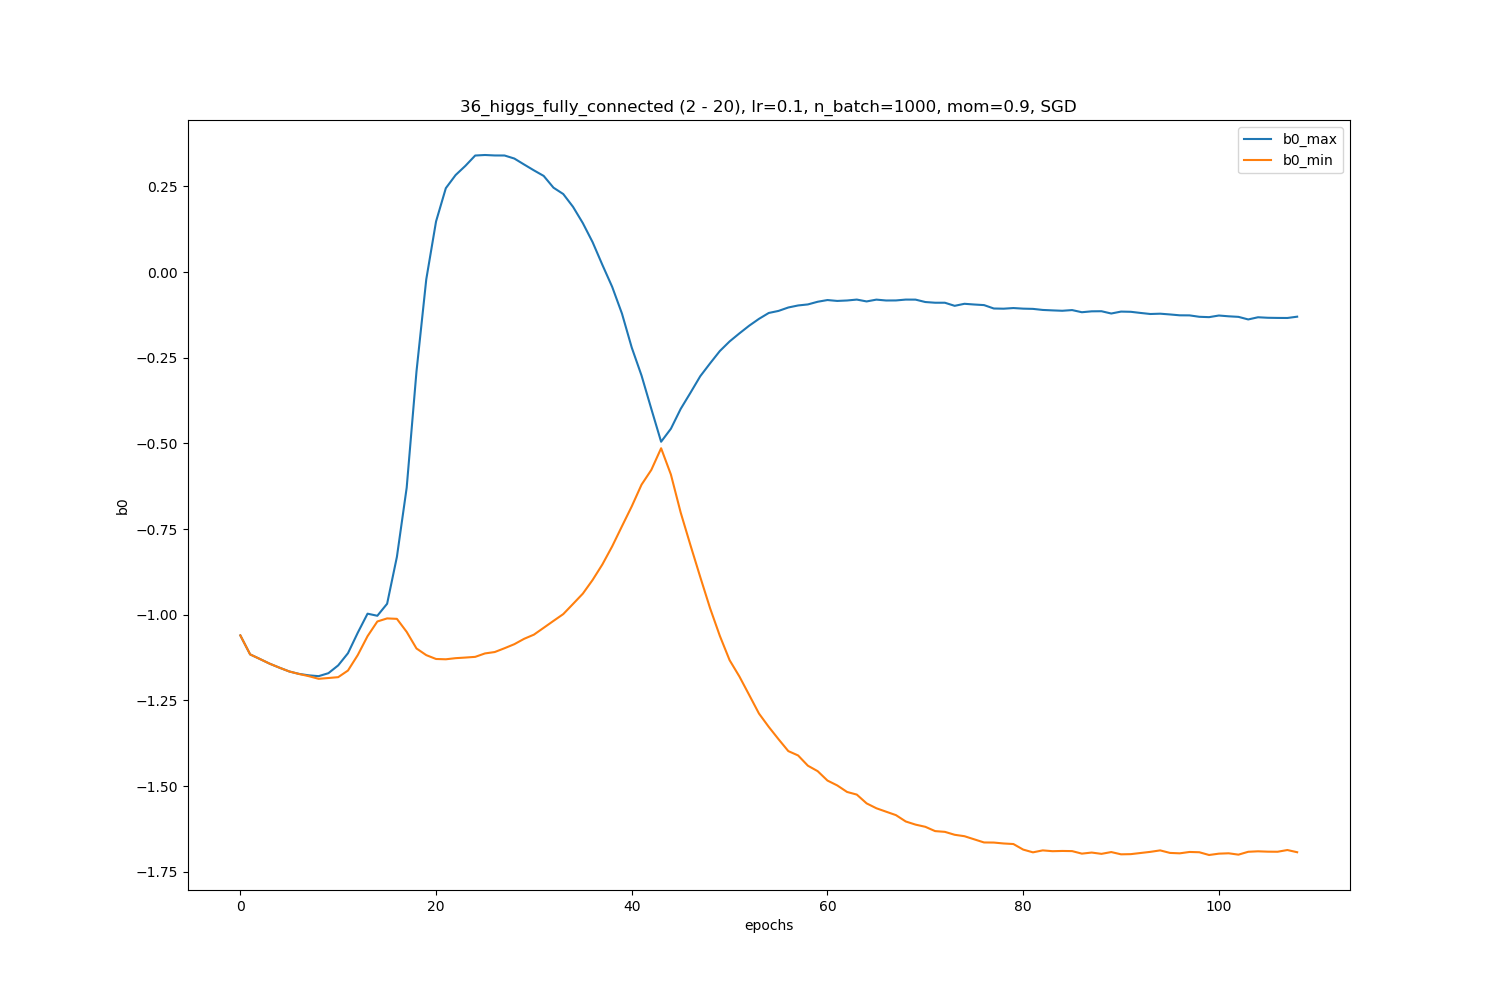 36_higgs_fully_connected (2 - 20), lr=0.1, n_batch=1000, mom=0.9, SGD
b0_max
b0_min
0.25
0.00
−0.25
−0.50
−0.75
−1.00
−1.25
−1.50
−1.75
b0
0 20 40 60 80 100
epochs